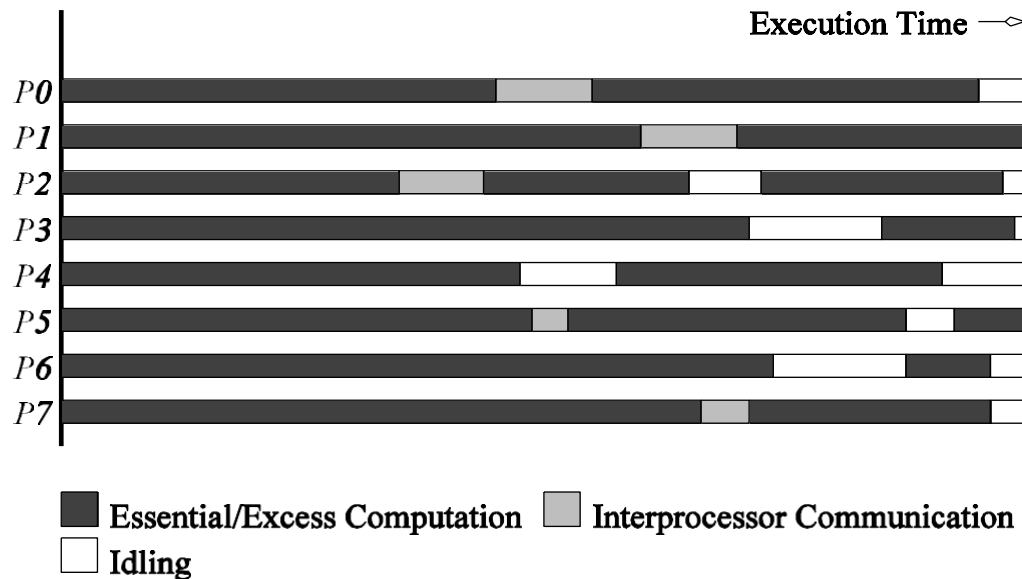 Execution Time
P0
P1
P2
P3
P4
P5
P6
P7
Essential/Excess Computation Interprocessor Communication
Idling